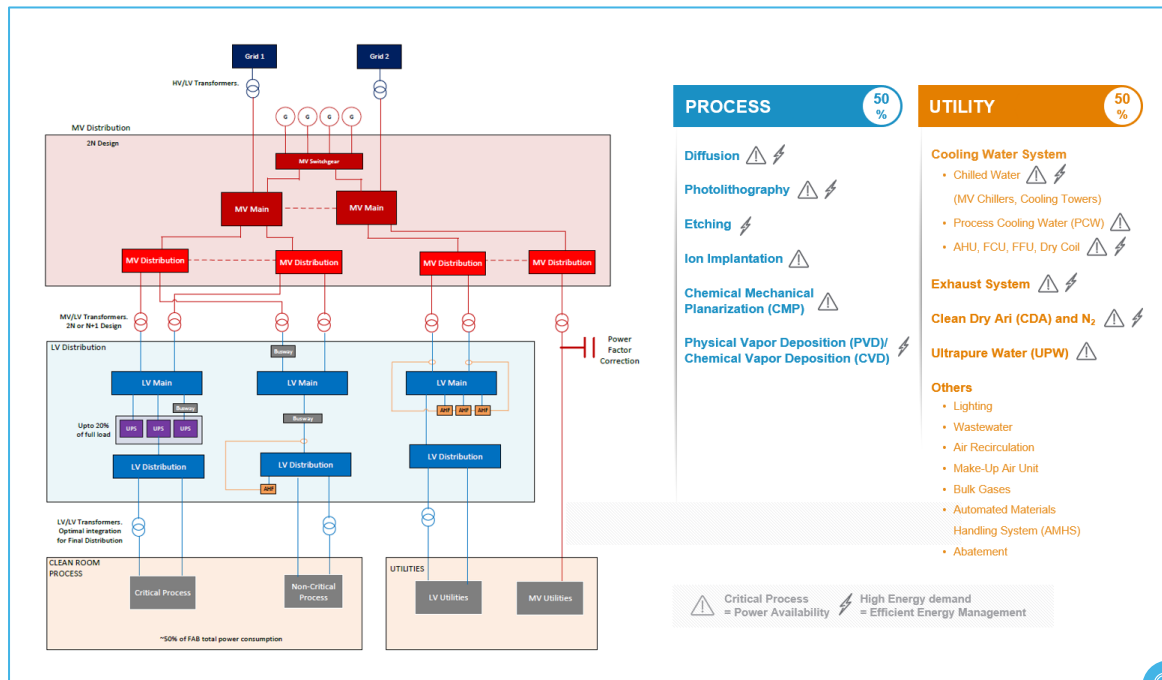 Grid 1
Grid 2
HV/LV Transformers.
G
G
G
G
MV Distribution
2N Design
MV Switchgear
MV Main
MV Main
MV Distribution
MV Distribution
MV Distribution
MV Distribution
MV/LV Transformers.
2N or N+1 Design
Power
Factor
Correction
LV Distribution
Busway
LV Main
LV Main
LV Main
Busway
Busway
AHF
AHF
AHF
Upto 20%
of full load
UPS
UPS
UPS
LV Distribution
LV Distribution
LV Distribution
AHF
LV/LV Transformers.
Optimal integration
for Final Distribution
CLEAN ROOM
PROCESS
Critical Process
Non-Critical
Process
~50% of FAB total power consumption
UTILITIES
LV Utilities
MV Utilities
PROCESS
50
%
Diffusion
Photolithography
Etching
Ion Implantation
Chemical Mechanical
Planarization (CMP)
Physical Vapor Deposition (PVD)/
Chemical Vapor Deposition (CVD)
UTILITY
50
%
Cooling Water System
• Chilled Water
(MV Chillers, Cooling Towers)
• Process Cooling Water (PCW)
• AHU, FCU, FFU, Dry Coil
Exhaust System
Clean Dry Ari (CDA) and N₂
Ultrapure Water (UPW)
Others
• Lighting
• Wastewater
• Air Recirculation
• Make-Up Air Unit
• Bulk Gases
• Automated Materials
Handling System (AMHS)
• Abatement
Critical Process
= Power Availability
High Energy demand
= Efficient Energy Management